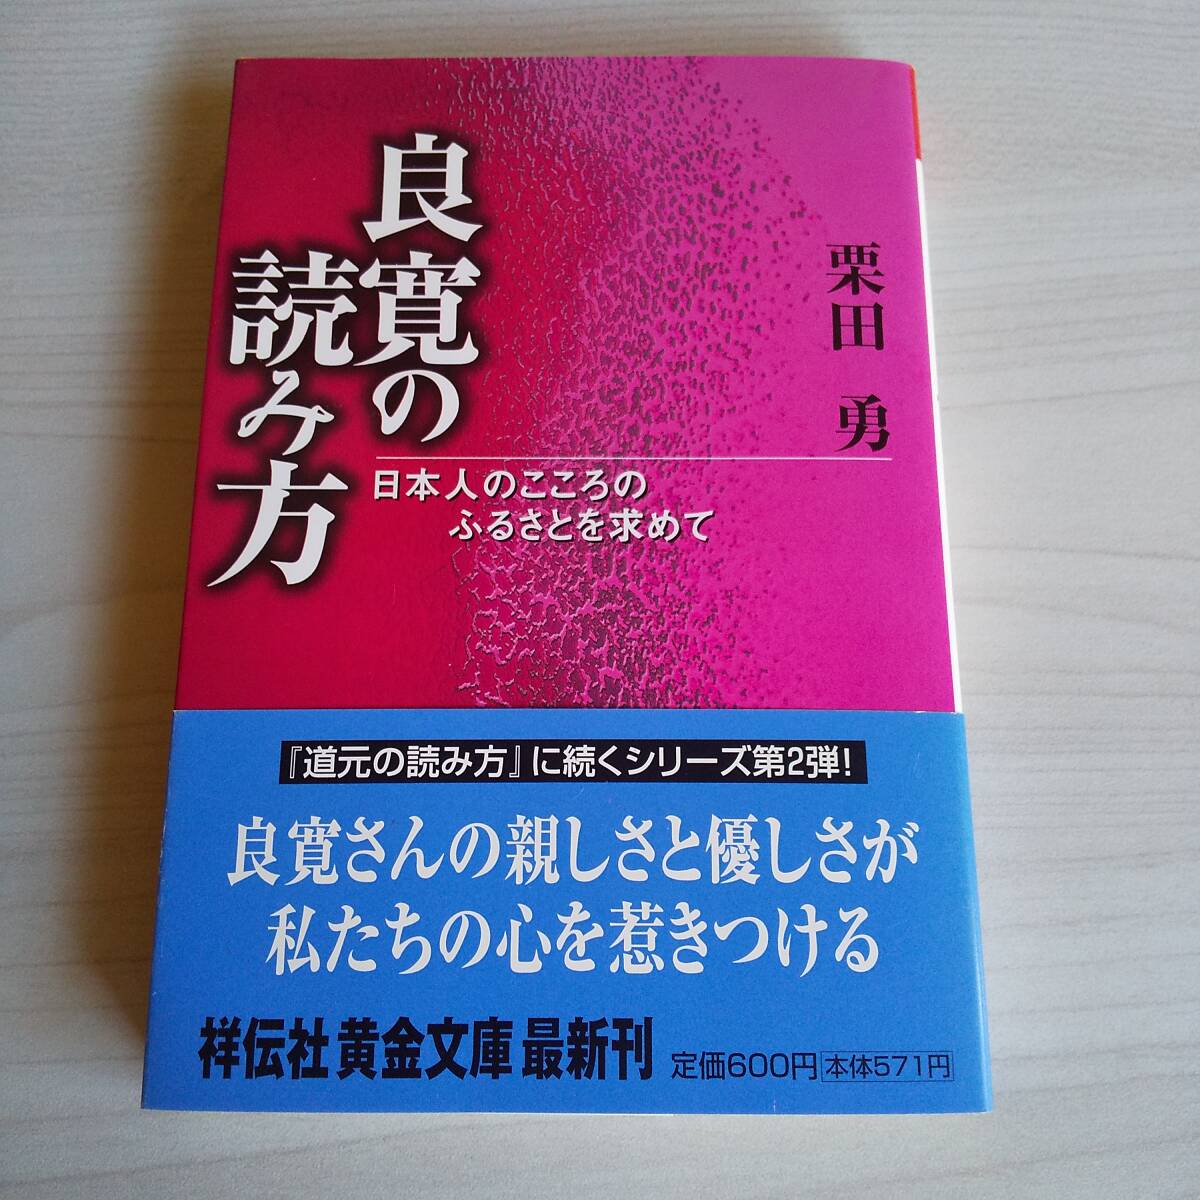 良寛の
読み方
日本人のこころの
ふるさとを求めて
栗田 勇
『道元の読み方』に続くシリーズ第2弾!
良寛さんの親しさと優しさが
私たちの心を惹きつける
祥伝社黄金文庫最新刊
定価600円 本体571円